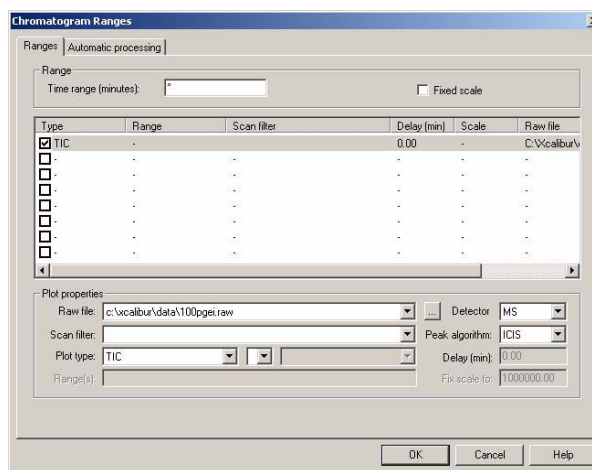 Chromatogram Ranges
Ranges Automatic processing
Range
Time range (minutes): * Fixed scale
Type Range Scan filter Delay (min) Scale Raw file
TIC - 0.00 - C:\Xcalibur\
- - - - - -
- - - - - -
- - - - - -
- - - - - -
- - - - - -
- - - - - -
- - - - - -
Plot properties
Raw file: c:\xcalibur\data\100pgei.raw ... Detector MS
Scan filter: Peak algorithm: ICIS
Plot type: TIC Delay (min): 0.00
Range(s): Fix scale to: 1000000.00
OK Cancel Help